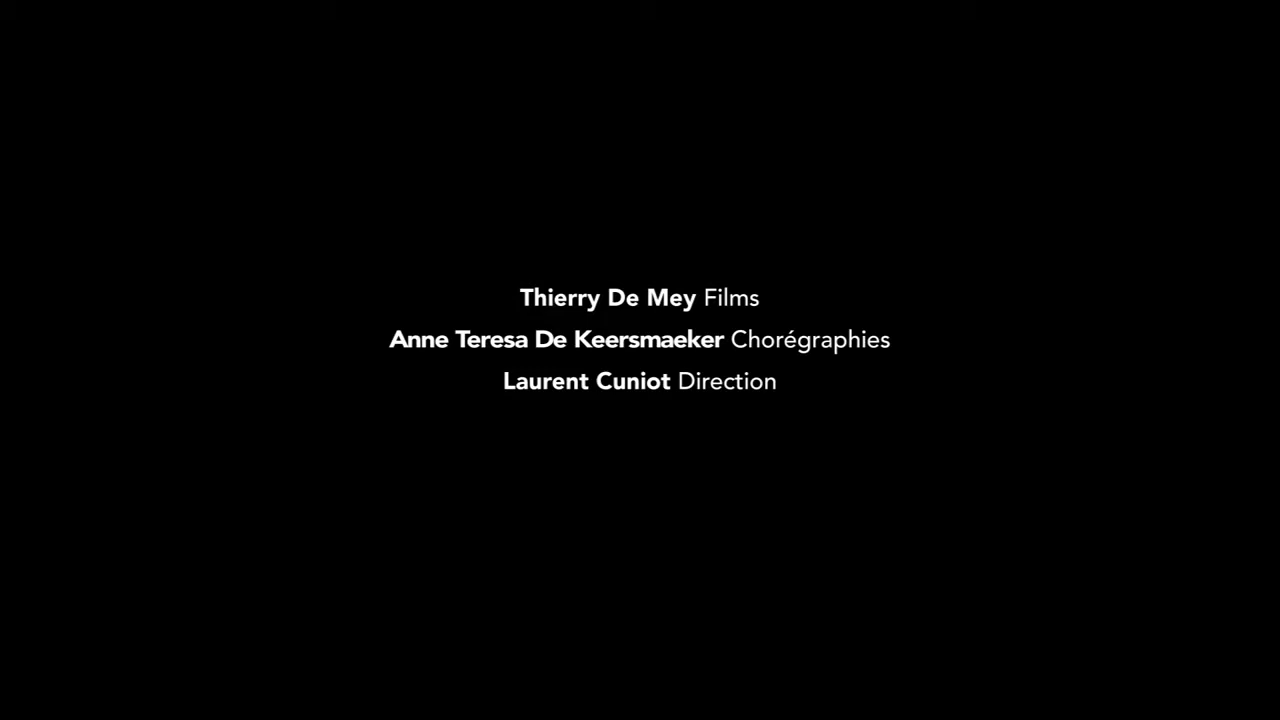 Thierry De Mey Films
Anne Teresa De Keersmaeker Chorégraphies
Laurent Cuniot Direction